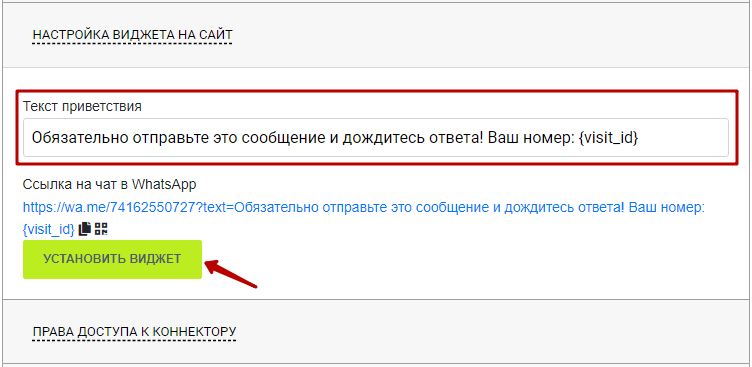 НАСТРОЙКА ВИДЖЕТА НА САЙТ
Текст приветствия
Обязательно отправьте это сообщение и дождитесь ответа! Ваш номер: {visit_id}
Ссылка на чат в WhatsApp
https://wa.me/74162550727?text=Обязательно отправьте это сообщение и дождитесь ответа! Ваш номер:
{visit_id}
УСТАНОВИТЬ ВИДЖЕТ
ПРАВА ДОСТУПА К КОННЕКТОРУ